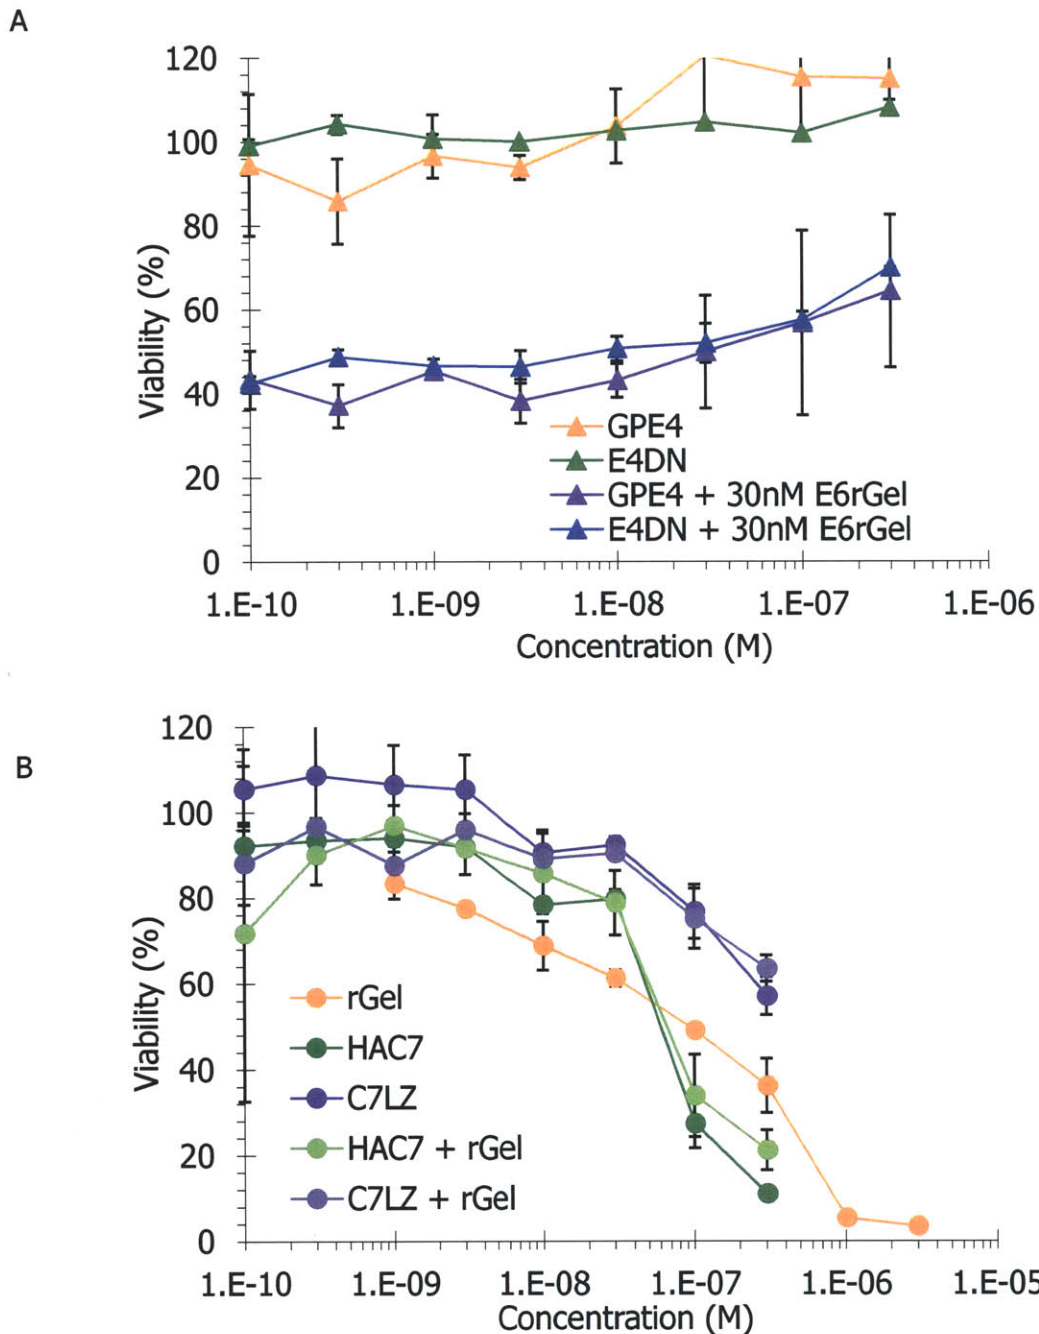 A
120
100
80
60
40
20
0
Viability (%)
GPE4
E4DN
GPE4 + 30nM E6rGel
E4DN + 30nM E6rGel
1.E-10 1.E-09 1.E-08 1.E-07 1.E-06
Concentration (M)
B
120
100
80
60
40
20
0
Viability (%)
rGel
HAC7
C7LZ
HAC7 + rGel
C7LZ + rGel
1.E-10 1.E-09 1.E-08 1.E-07 1.E-06 1.E-05
Concentration (M)